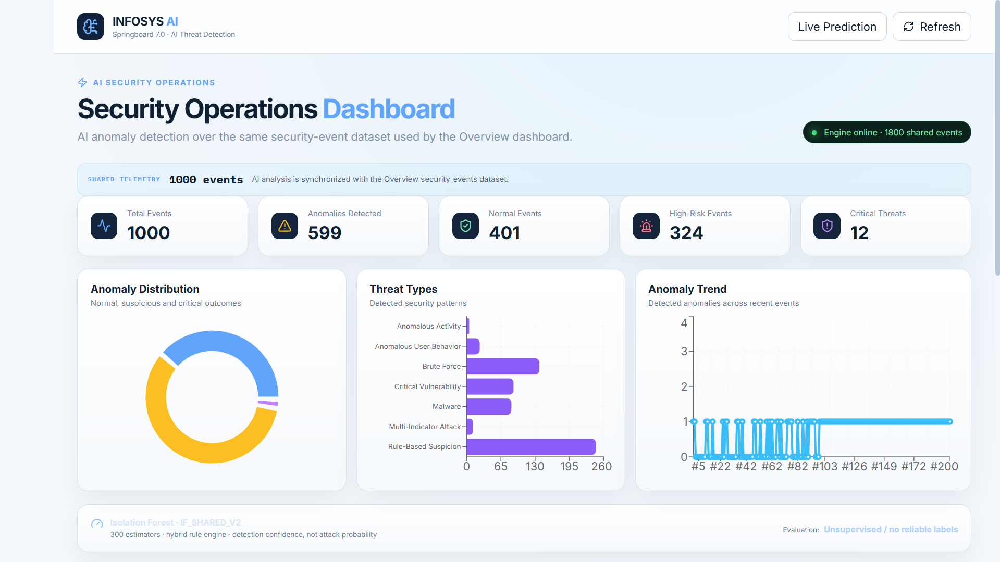 INFOSYS AI
Springboard 7.0 · AI Threat Detection
Live Prediction
Refresh
AI SECURITY OPERATIONS
Security Operations Dashboard
AI anomaly detection over the same security-event dataset used by the Overview dashboard.
Engine online · 1800 shared events
SHARED TELEMETRY 1000 events AI analysis is synchronized with the Overview security_events dataset.
Total Events
1000
Anomalies Detected
599
Normal Events
401
High-Risk Events
324
Critical Threats
12
Anomaly Distribution
Normal, suspicious and critical outcomes
Threat Types
Detected security patterns
Anomalous Activity
Anomalous User Behavior
Brute Force
Critical Vulnerability
Malware
Multi-Indicator Attack
Rule-Based Suspicion
0 65 130 195 260
Anomaly Trend
Detected anomalies across recent events
4
3
2
1
0
#5 #22 #42 #62 #82 #103 #126 #149 #172 #200
Isolation Forest · IF_SHARED_V2
300 estimators · hybrid rule engine · detection confidence, not attack probability
Evaluation: Unsupervised / no reliable labels